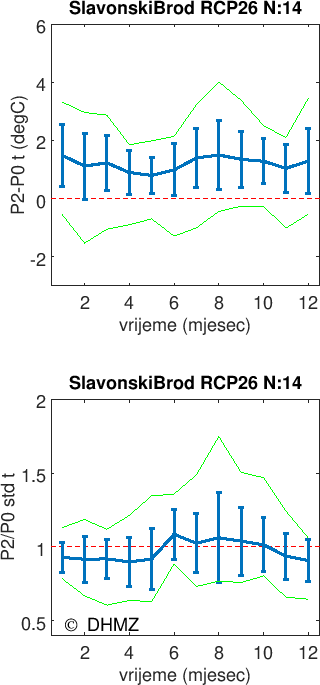 SlavonskiBrod RCP26 N:14
6
4
2
0
-2
P2-P0 t (degC)
2 4 6 8 10 12
vrijeme (mjesec)
SlavonskiBrod RCP26 N:14
2
1.5
1
0.5
P2/P0 std t
© DHMZ
2 4 6 8 10 12
vrijeme (mjesec)